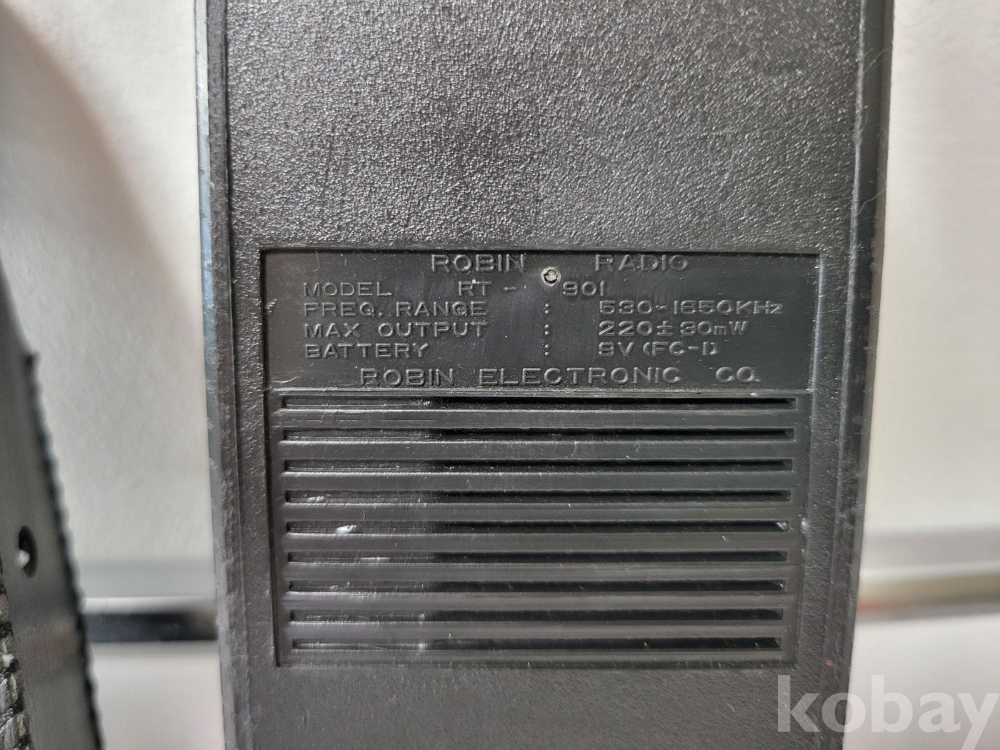 ROBIN RADIO
MODEL RT-901
FREQ. RANGE : 530~1650KHz
MAX OUTPUT : 220±30mW
BATTERY : 9V (FC-1)
ROBIN ELECTRONIC CO.
kobay